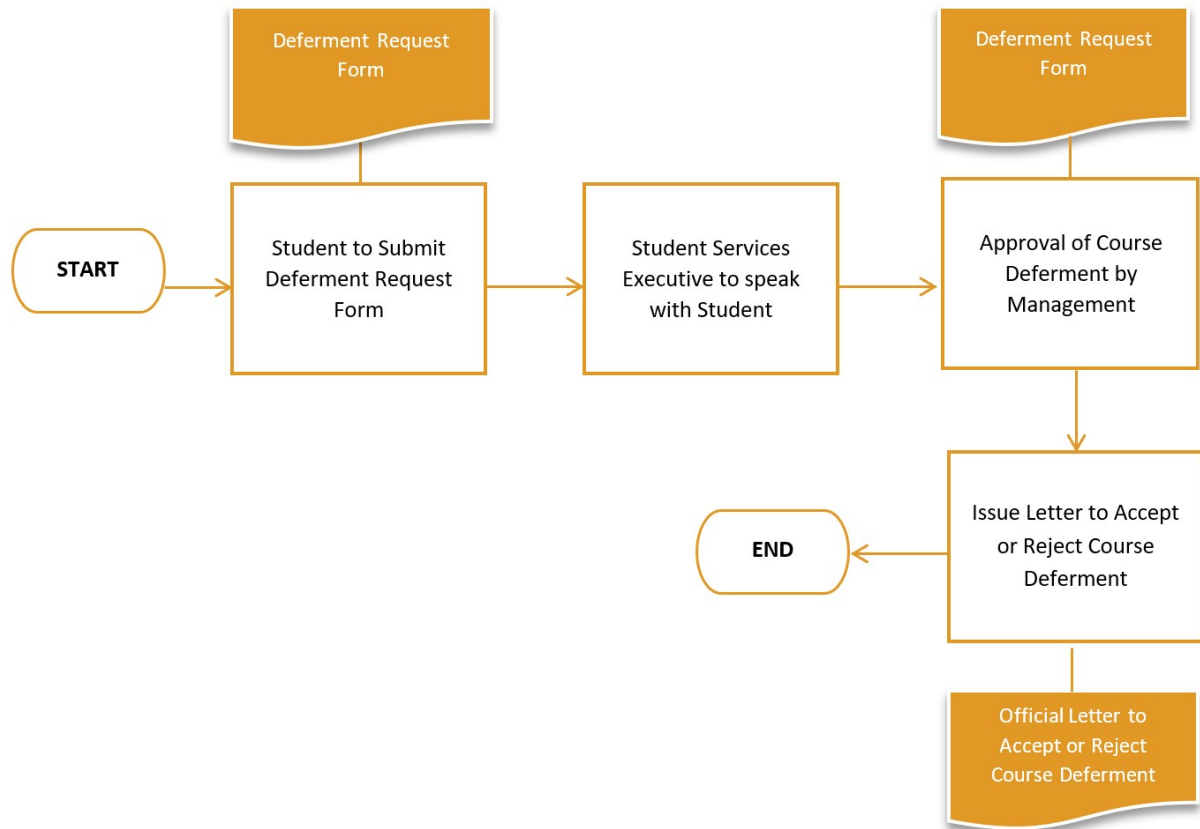 Deferment Request
Form
Deferment Request
Form
START
Student to Submit
Deferment Request
Form
Student Services
Executive to speak
with Student
Approval of Course
Deferment by
Management
Issue Letter to Accept
or Reject Course
Deferment
END
Official Letter to
Accept or Reject
Course Deferment